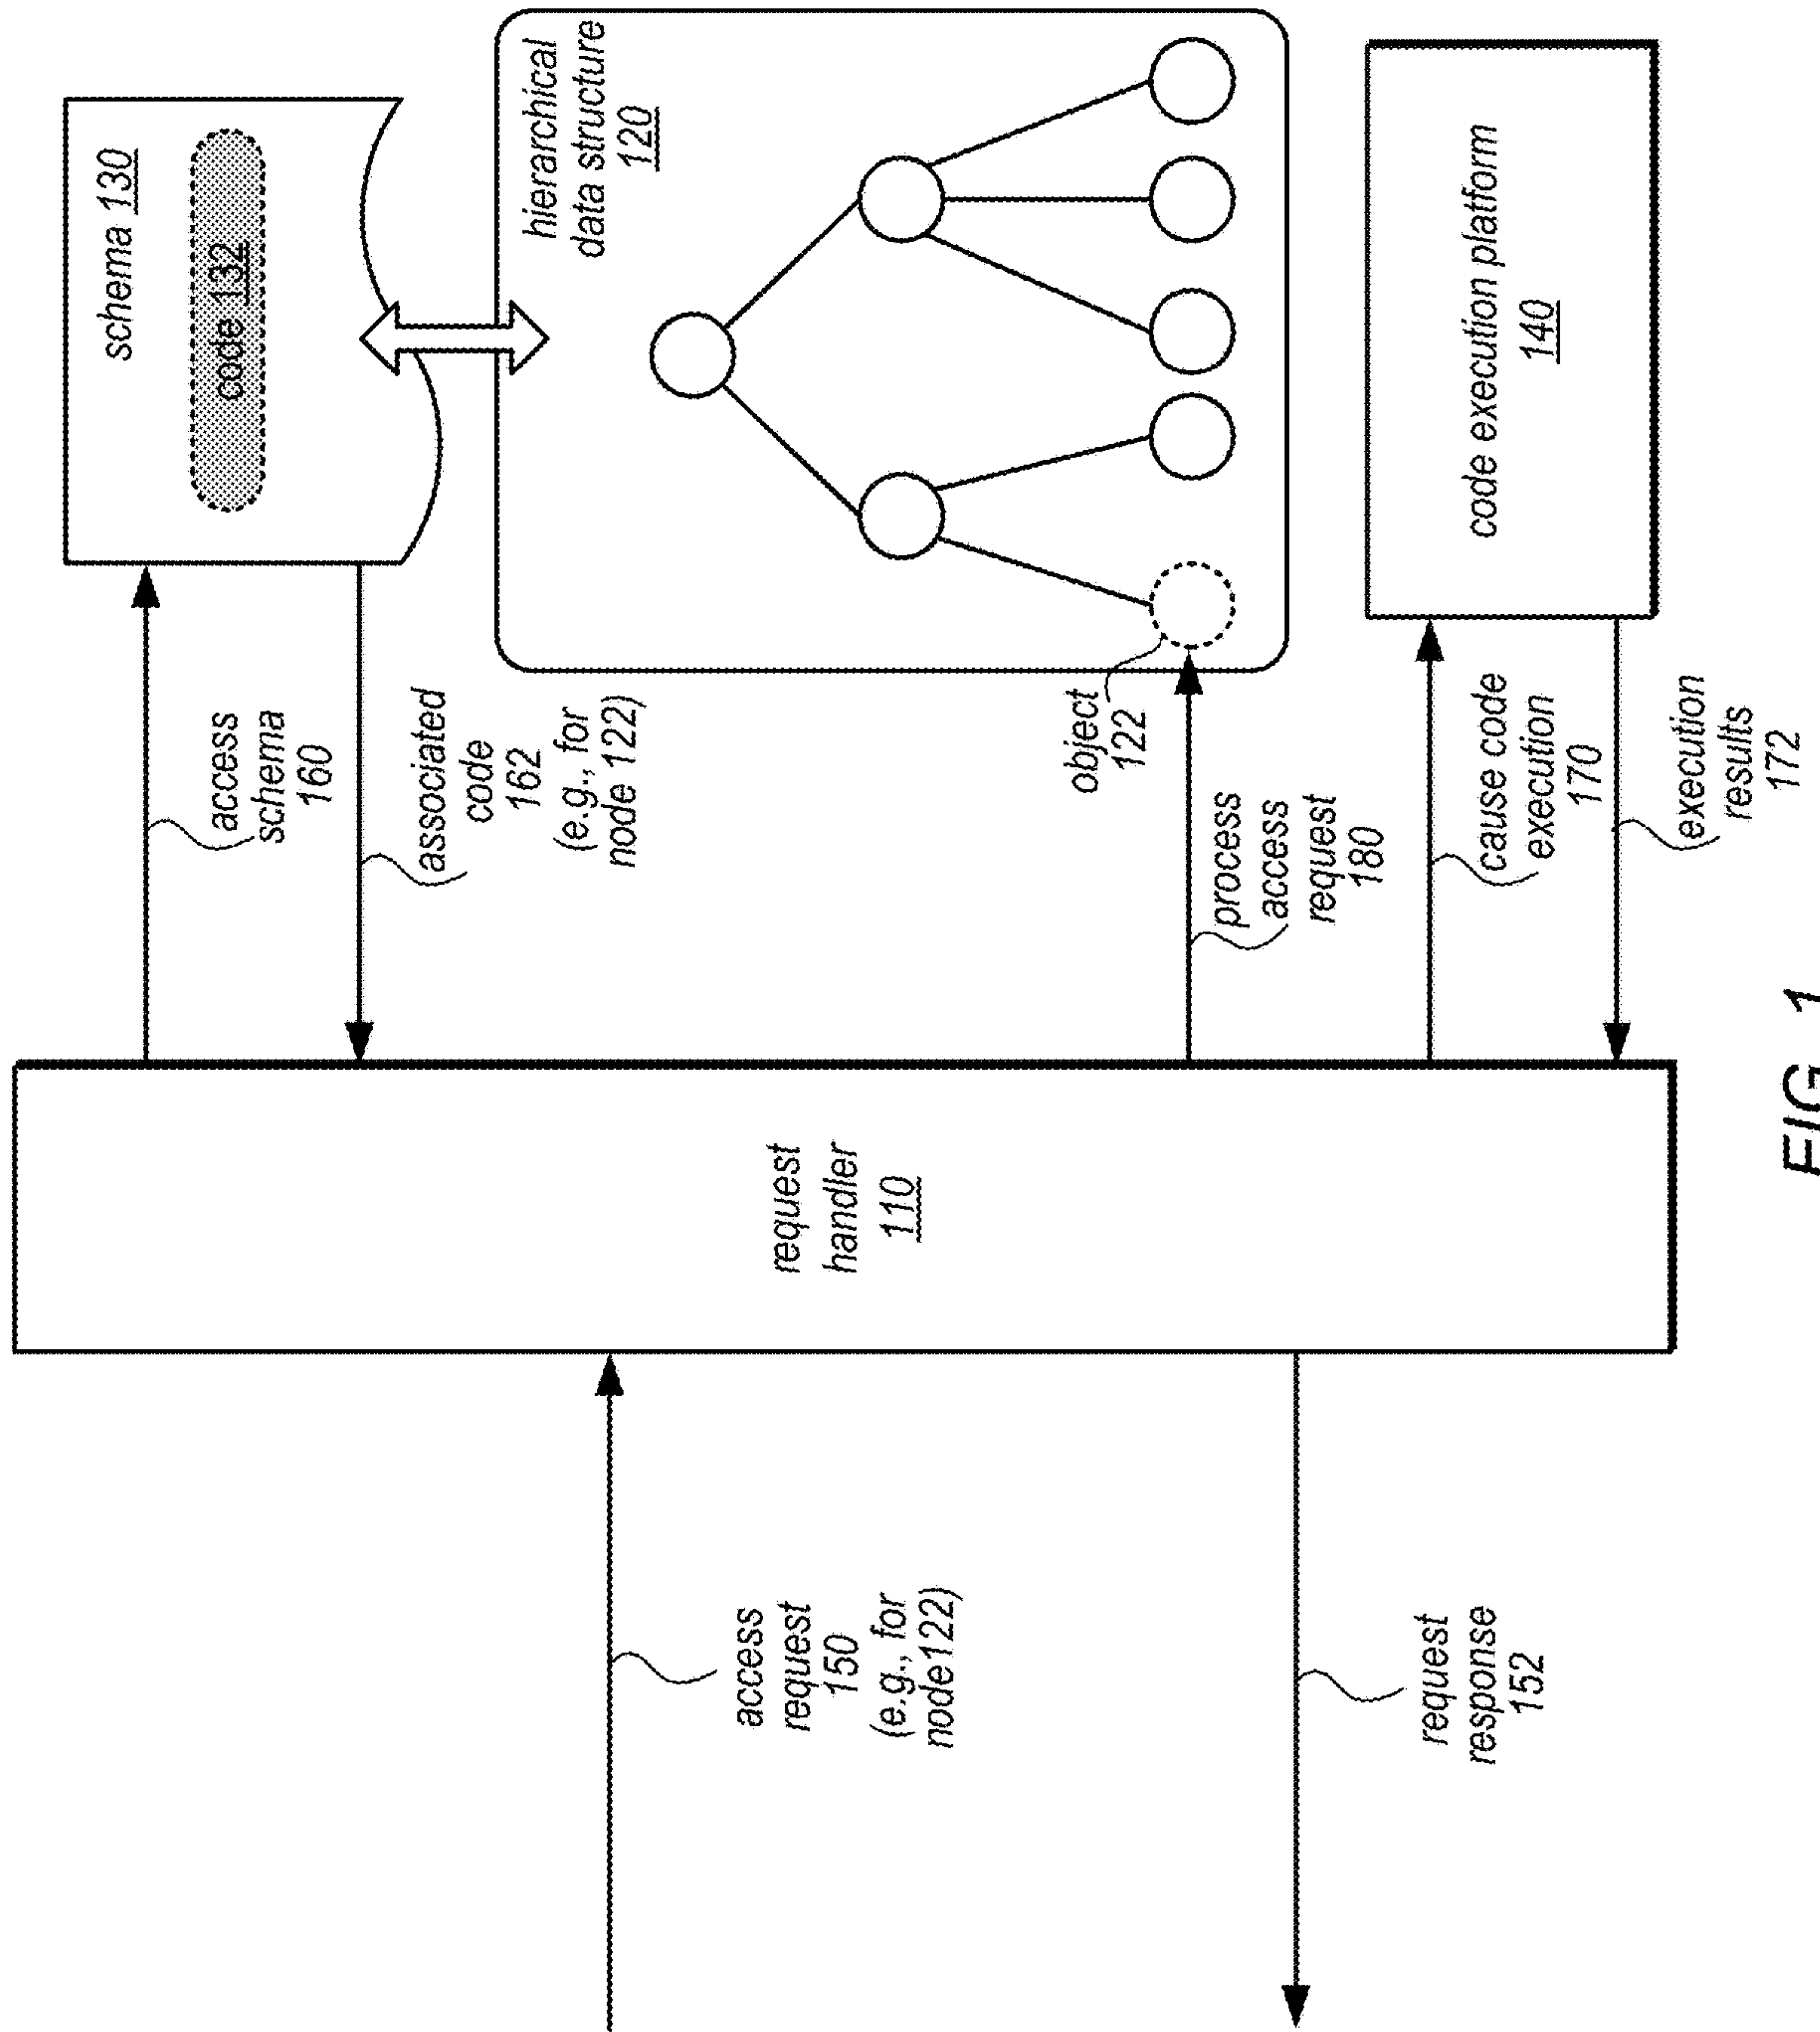 schema 130
code 132
hierarchical
data structure
120
access
schema
160
associated
code
162
(e.g., for
node 122)
object
122
process
access
request
180
code execution platform
140
cause code
execution
170
execution
results
172
request
handler
110
access
request
150
(e.g., for
node122)
request
response
152
FIG. 1